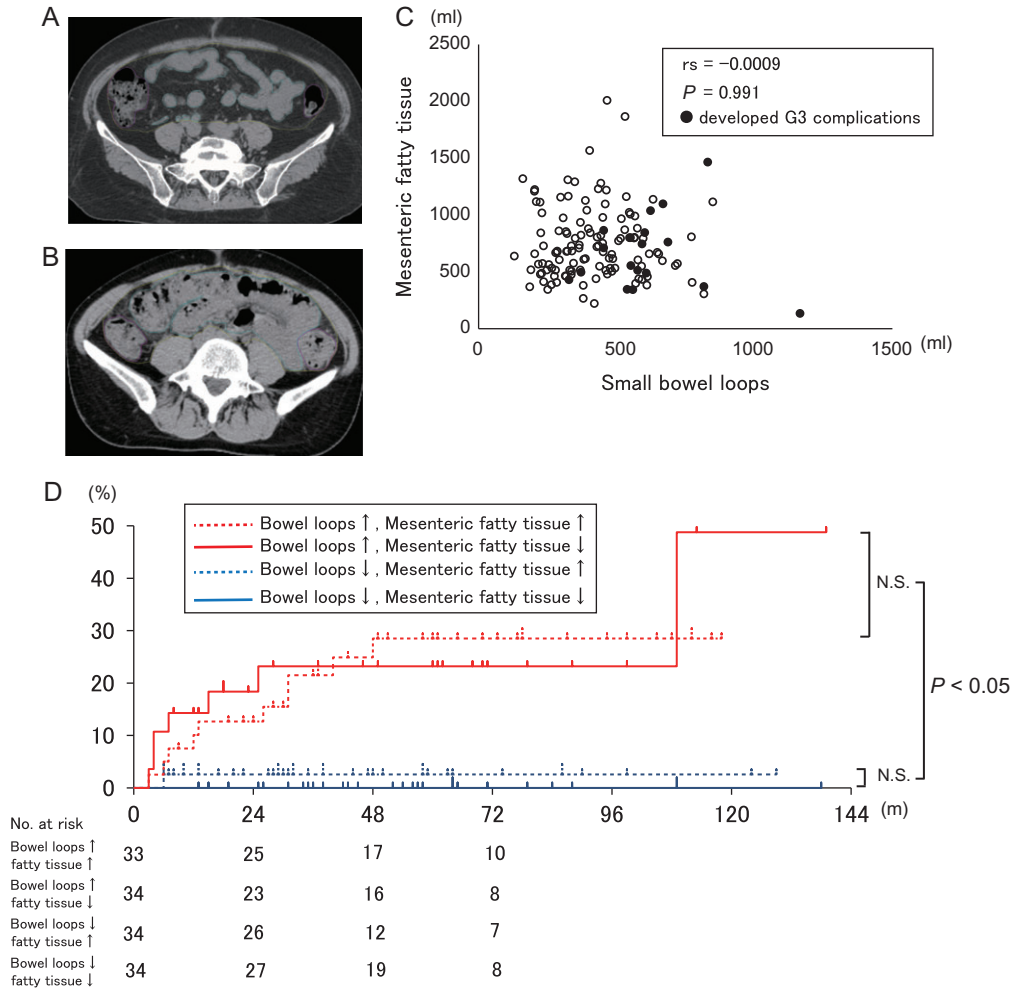 A
B
C (ml)
2500
2000
1500
1000
500
0
Mesenteric fatty tissue
rs = −0.0009
P = 0.991
● developed G3 complications
0 500 1000 1500 (ml)
Small bowel loops
D (%)
50
40
30
20
10
0
Bowel loops ↑ , Mesenteric fatty tissue ↑
Bowel loops ↑ , Mesenteric fatty tissue ↓
Bowel loops ↓ , Mesenteric fatty tissue ↑
Bowel loops ↓ , Mesenteric fatty tissue ↓
N.S.
P < 0.05
N.S.
0 24 48 72 96 120 144 (m)
No. at risk
Bowel loops ↑
fatty tissue ↑
33 25 17 10
Bowel loops ↑
fatty tissue ↓
34 23 16 8
Bowel loops ↓
fatty tissue ↑
34 26 12 7
Bowel loops ↓
fatty tissue ↓
34 27 19 8